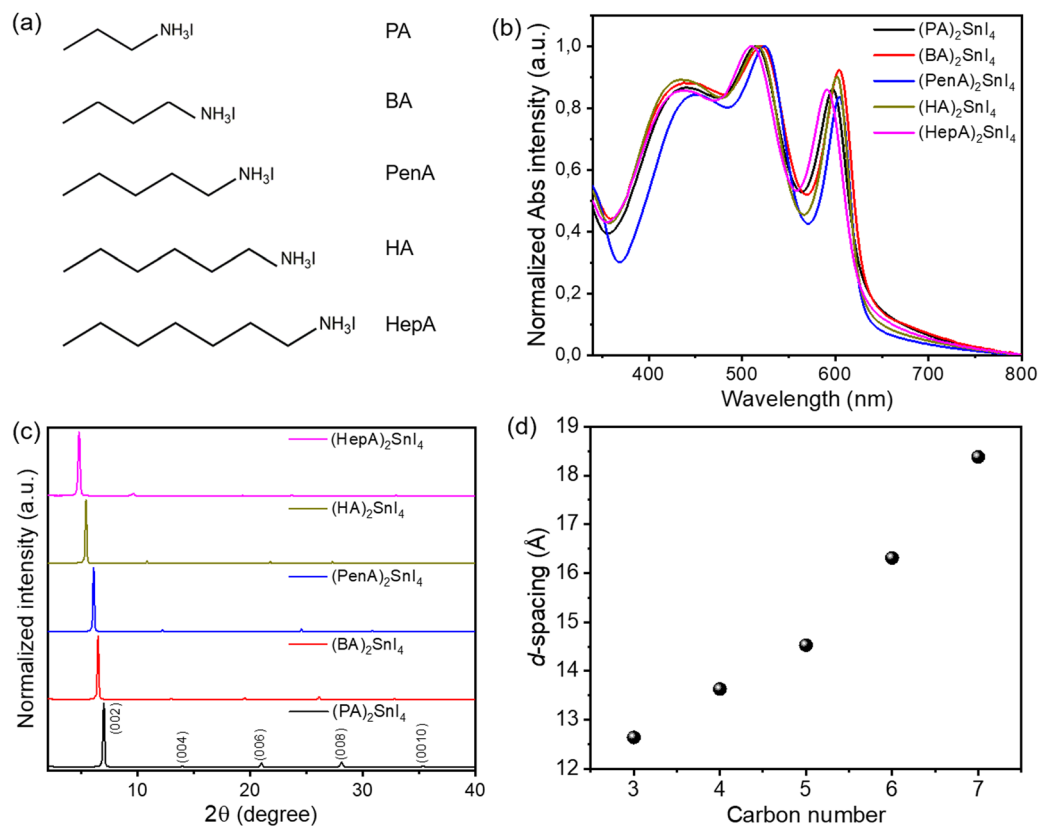 (a)
NH3I
PA
NH3I
BA
NH3I
PenA
NH3I
HA
NH3I
HepA
(b)
Normalized Abs intensity (a.u.)
1,0
0,8
0,6
0,4
0,2
0,0
400 500 600 700 800
Wavelength (nm)
(PA)2SnI4
(BA)2SnI4
(PenA)2SnI4
(HA)2SnI4
(HepA)2SnI4
(c)
Normalized intensity (a.u.)
(HepA)2SnI4
(HA)2SnI4
(PenA)2SnI4
(BA)2SnI4
(PA)2SnI4
(002)
(004)
(006)
(008)
(0010)
10 20 30 40
2θ (degree)
(d)
d-spacing (Å)
19
18
17
16
15
14
13
12
3 4 5 6 7
Carbon number